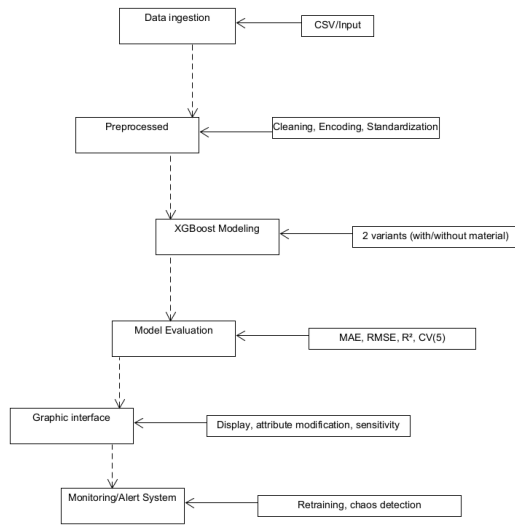 Data ingestion
CSV/Input
Preprocessed
Cleaning, Encoding, Standardization
XGBoost Modeling
2 variants (with/without material)
Model Evaluation
MAE, RMSE, R², CV(5)
Graphic interface
Display, attribute modification, sensitivity
Monitoring/Alert System
Retraining, chaos detection